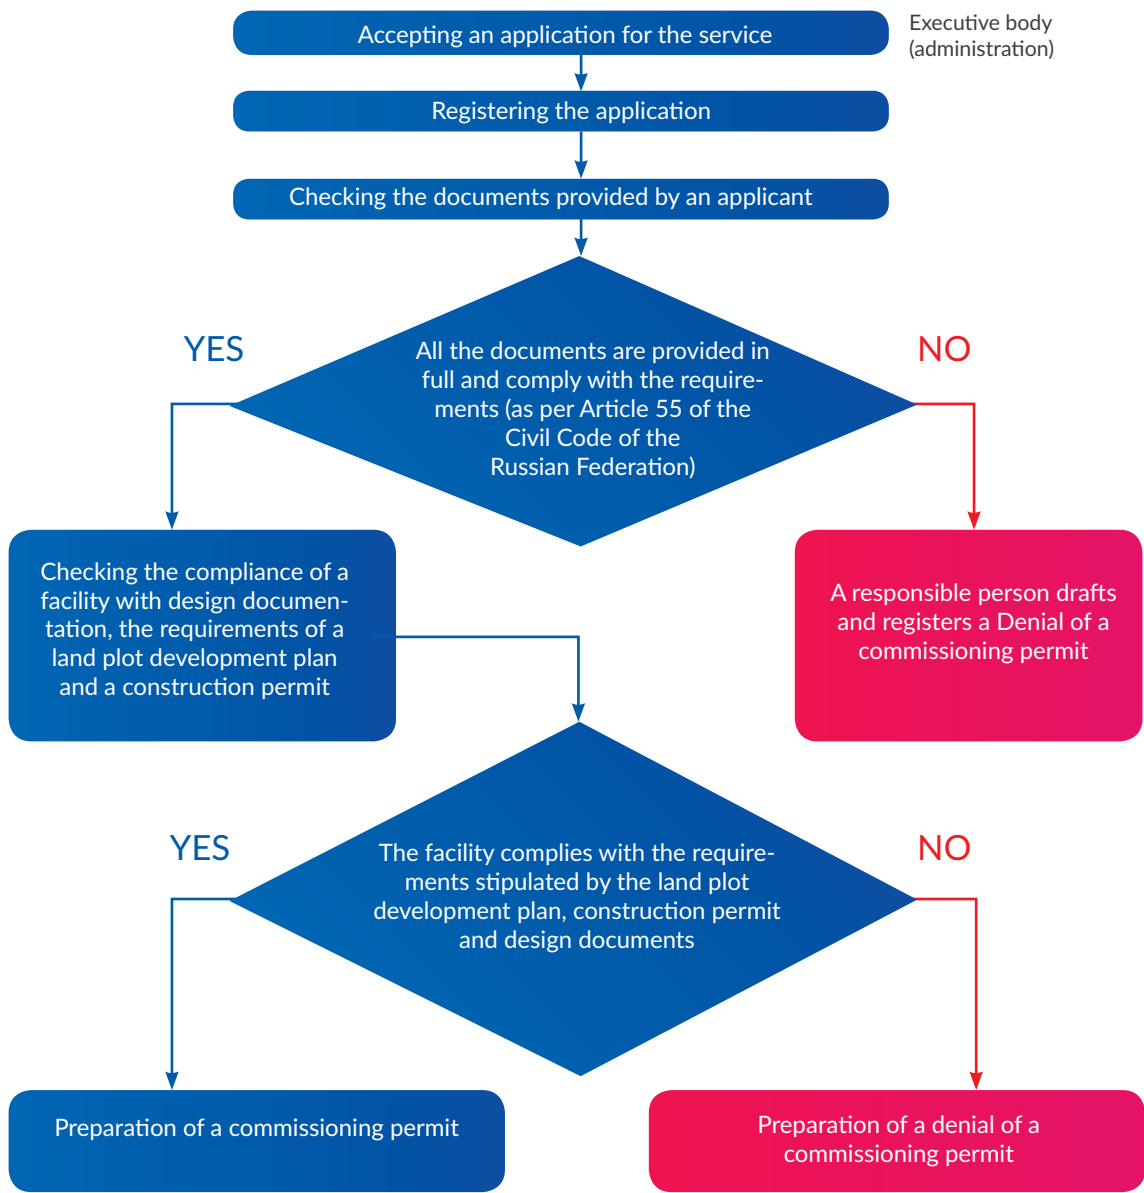 Accepting an application for the service
Executive body
(administration)
Registering the application
Checking the documents provided by an applicant
YES
NO
All the documents are provided in
full and comply with the require-
ments (as per Article 55 of the
Civil Code of the
Russian Federation)
Checking the compliance of a
facility with design documen-
tation, the requirements of a
land plot development plan
and a construction permit
A responsible person drafts
and registers a Denial of a
commissioning permit
YES
NO
The facility complies with the require-
ments stipulated by the land plot
development plan, construction permit
and design documents
Preparation of a commissioning permit
Preparation of a denial of a
commissioning permit